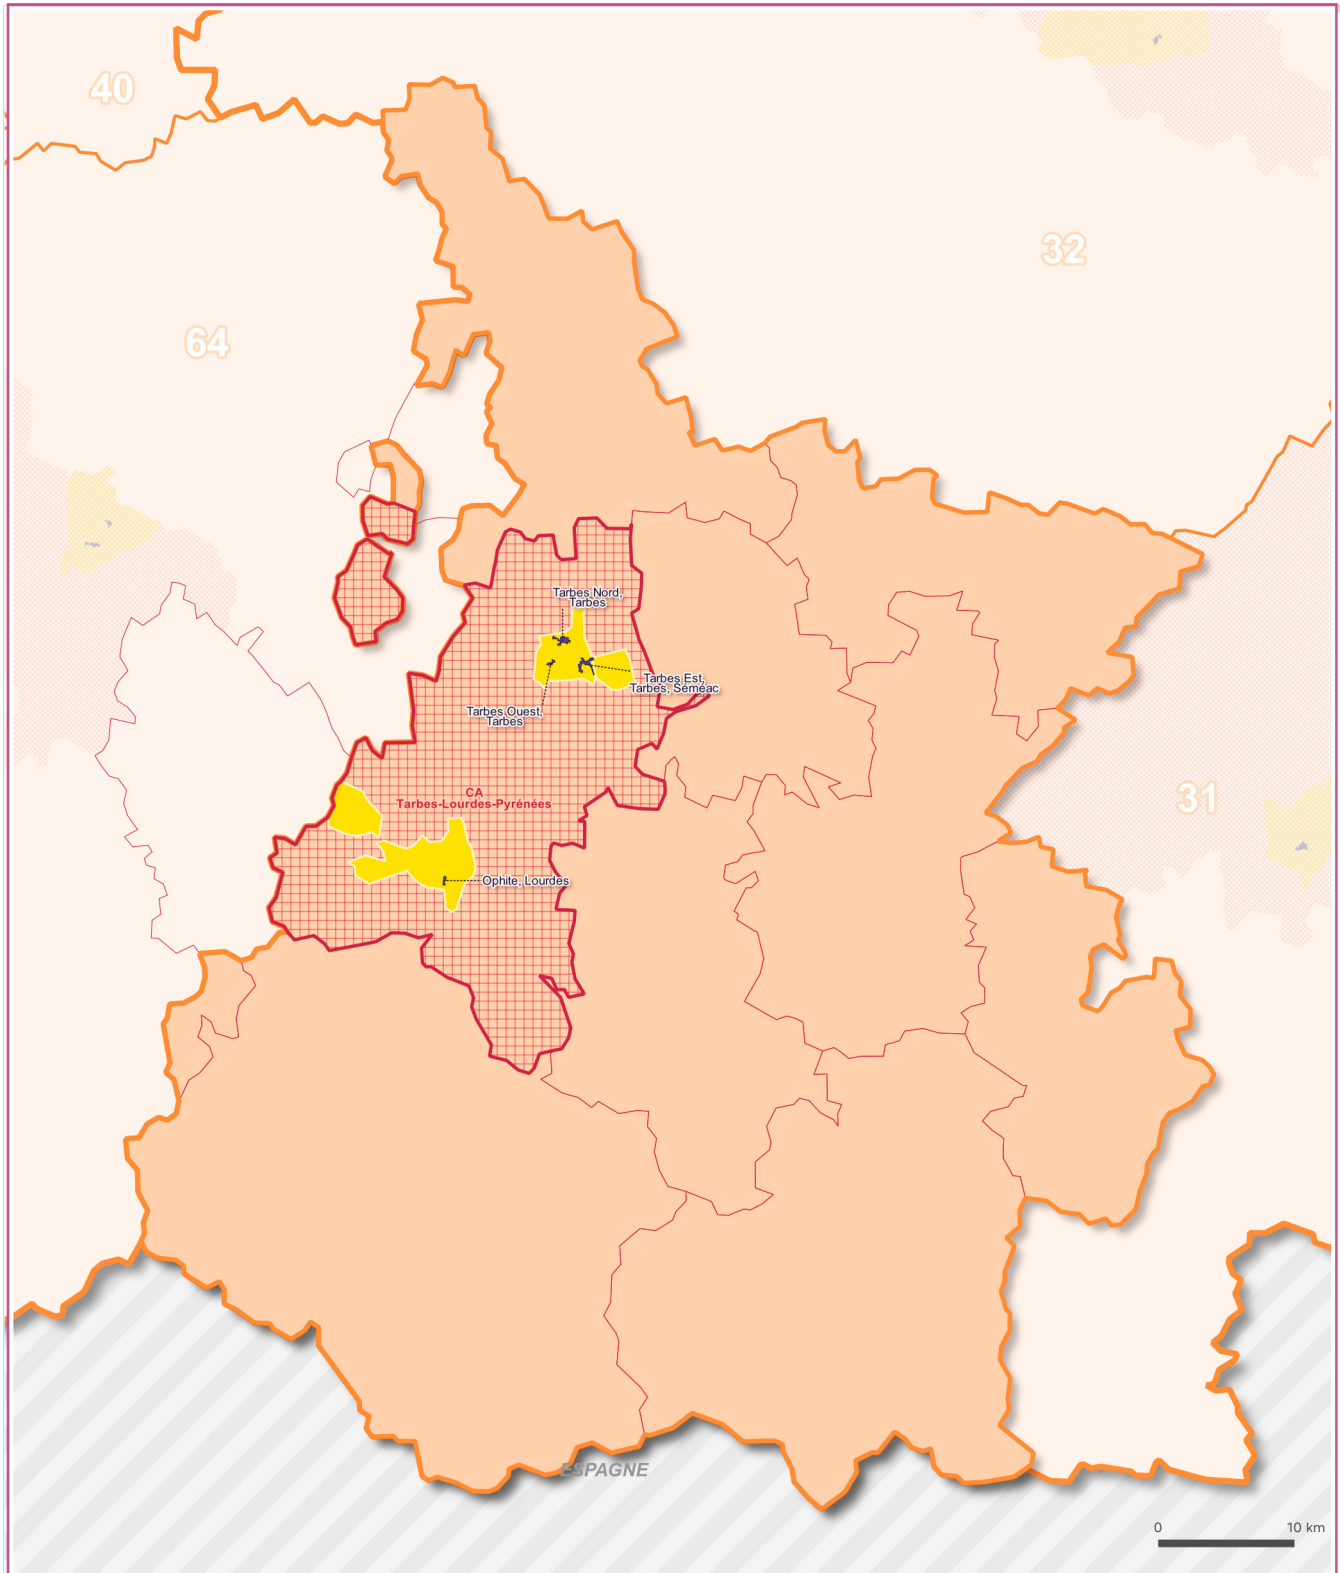 40
32
64
Tarbes Nord,
Tarbes
Tarbes Est,
Tarbes, Séméac
Tarbes Ouest,
Tarbes
CA
Tarbes-Lourdes-Pyrénées
31
Ophite, Lourdes
ESPAGNE
0 10 km